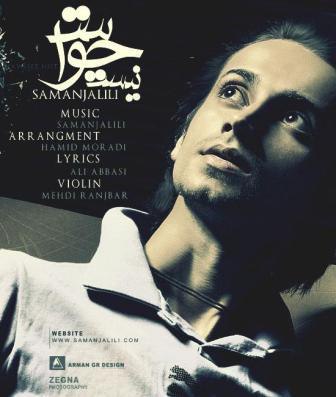 حواست
نیست
SAMANJALILI
MUSIC
SAMANJALILI
ARRANGMENT
HAMID MORADI
LYRICS
ALI ABBASI
VIOLIN
MEHDI RANJBAR
WEBSITE
WWW.SAMANJALILI.COM
ARMAN GR DESIGN
ZEGNA
PHOTOGRAPHY